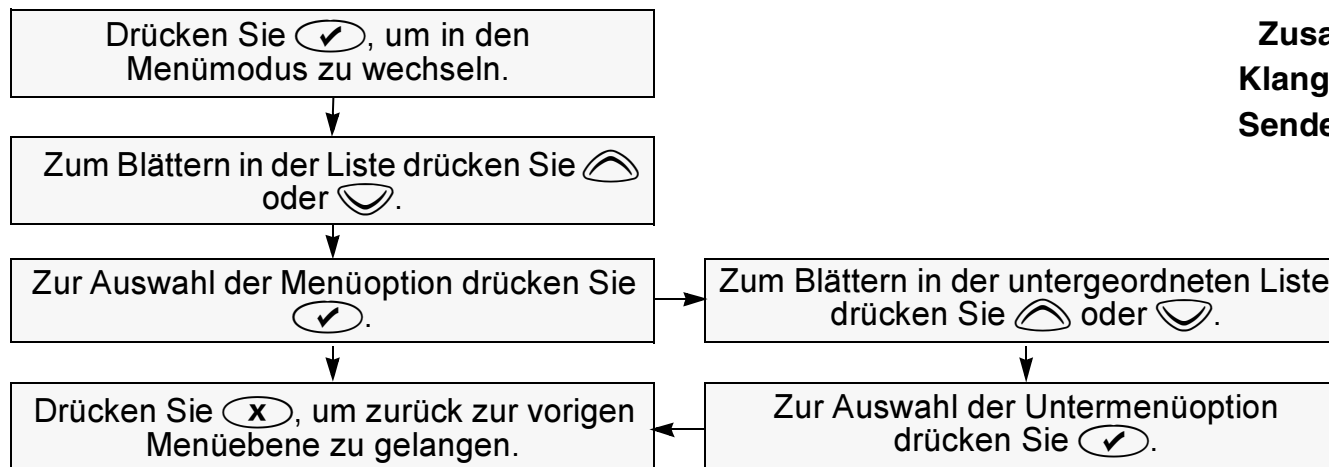 Drücken Sie ✔, um in den
Menümodus zu wechseln.
Zum Blättern in der Liste drücken Sie
oder .
Zur Auswahl der Menüoption drücken Sie
✔.
Drücken Sie x, um zurück zur vorigen
Menüebene zu gelangen.
Zum Blättern in der untergeordneten Liste
drücken Sie oder .
Zur Auswahl der Untermenüoption
drücken Sie ✔.
Zusa
Klang
Sende